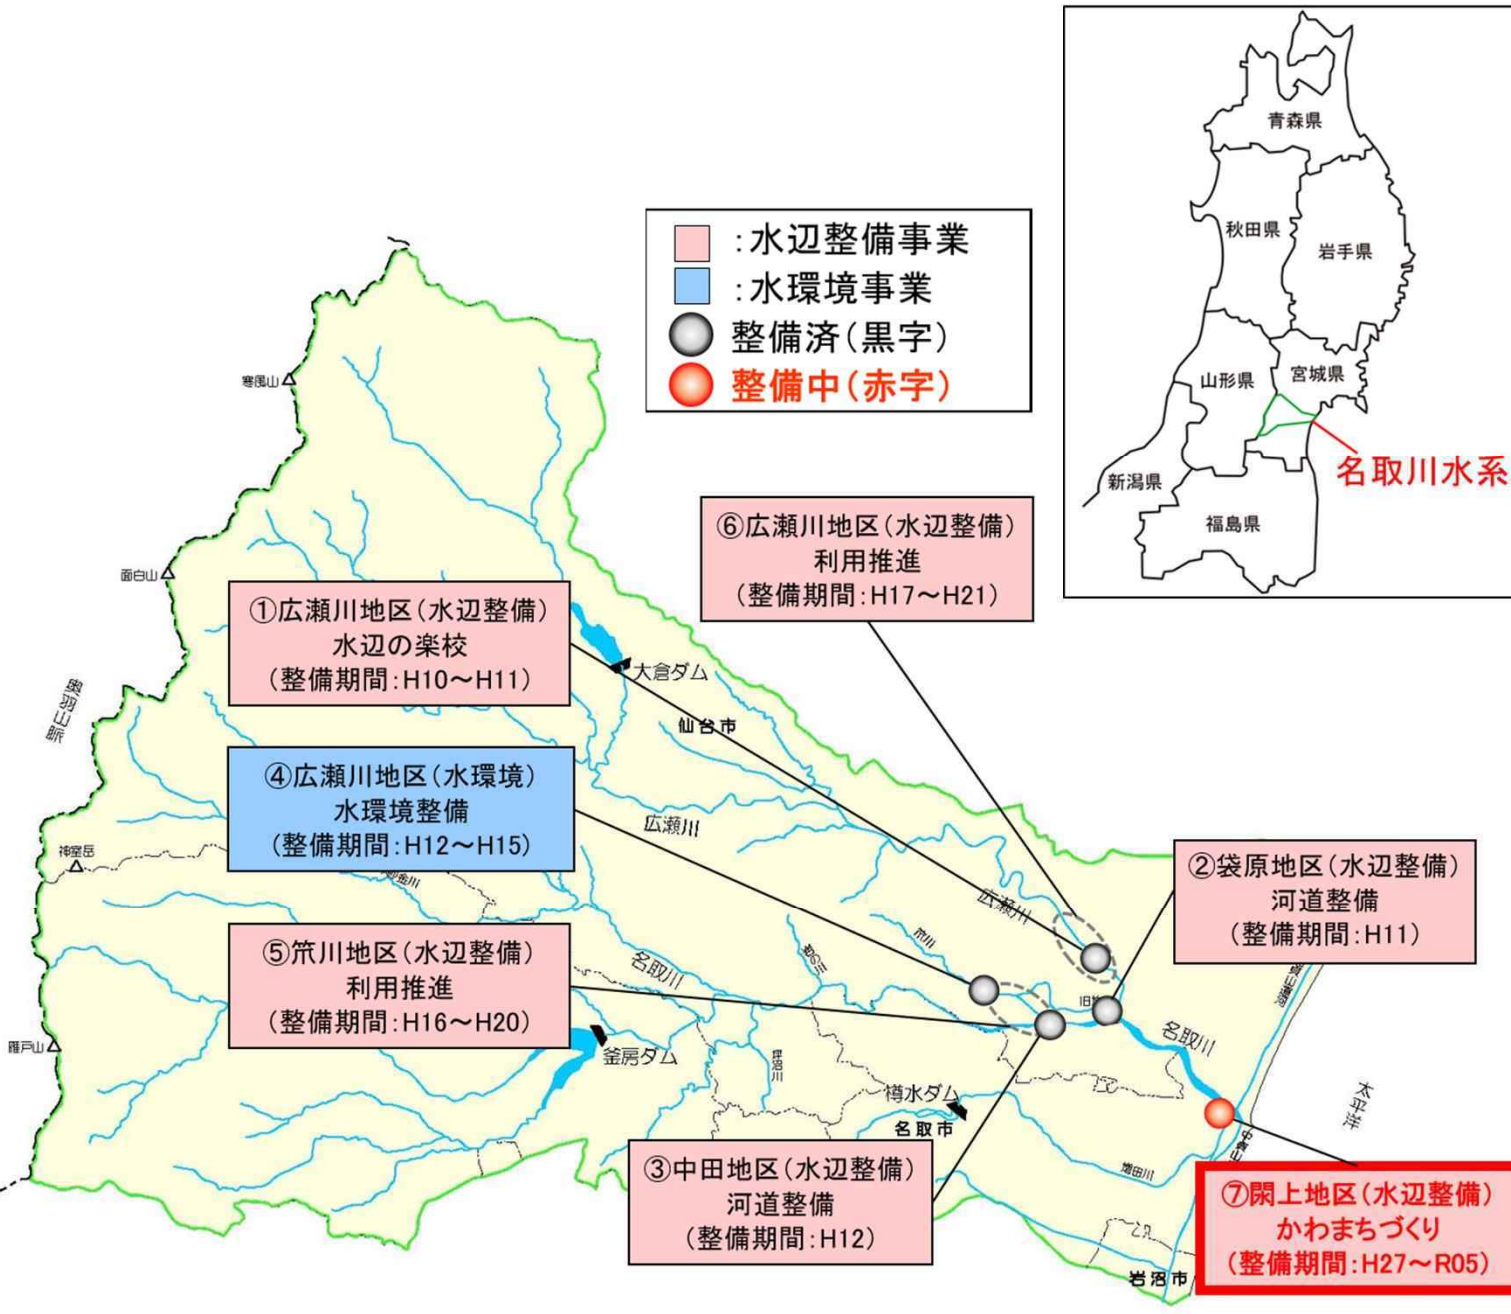 :水辺整備事業
:水環境事業
整備済(黒字)
整備中(赤字)
青森県
秋田県
岩手県
山形県
宮城県
名取川水系
新潟県
福島県
寒風山
面白山
奥羽山脈
神室岳
雁戸山
⑥広瀬川地区(水辺整備)
利用推進
(整備期間:H17～H21)
①広瀬川地区(水辺整備)
水辺の楽校
(整備期間:H10～H11)
大倉ダム
仙台市
④広瀬川地区(水環境)
水環境整備
(整備期間:H12～H15)
広瀬川
広瀬川
②袋原地区(水辺整備)
河道整備
(整備期間:H11)
⑤笊川地区(水辺整備)
利用推進
(整備期間:H16～H20)
名取川
笊川
名取川
釜房ダム
坪沼川
樽水ダム
名取市
増田川
太平洋
③中田地区(水辺整備)
河道整備
(整備期間:H12)
⑦閖上地区(水辺整備)
かわまちづくり
(整備期間:H27～R05)
岩沼市